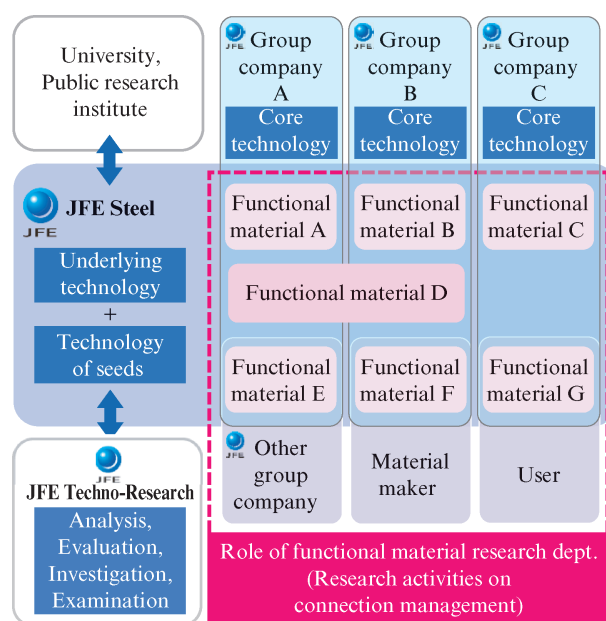 University,
Public research
institute
JFE
Group
company
A
Core
technology
JFE
Group
company
B
Core
technology
JFE
Group
company
C
Core
technology
JFE
JFE Steel
Underlying
technology
+
Technology
of seeds
Functional
material A
Functional
material B
Functional
material C
Functional material D
Functional
material E
Functional
material F
Functional
material G
JFE
JFE Techno-Research
Analysis,
Evaluation,
Investigation,
Examination
JFE
Other
group
company
Material
maker
User
Role of functional material research dept.
(Research activities on
connection management)